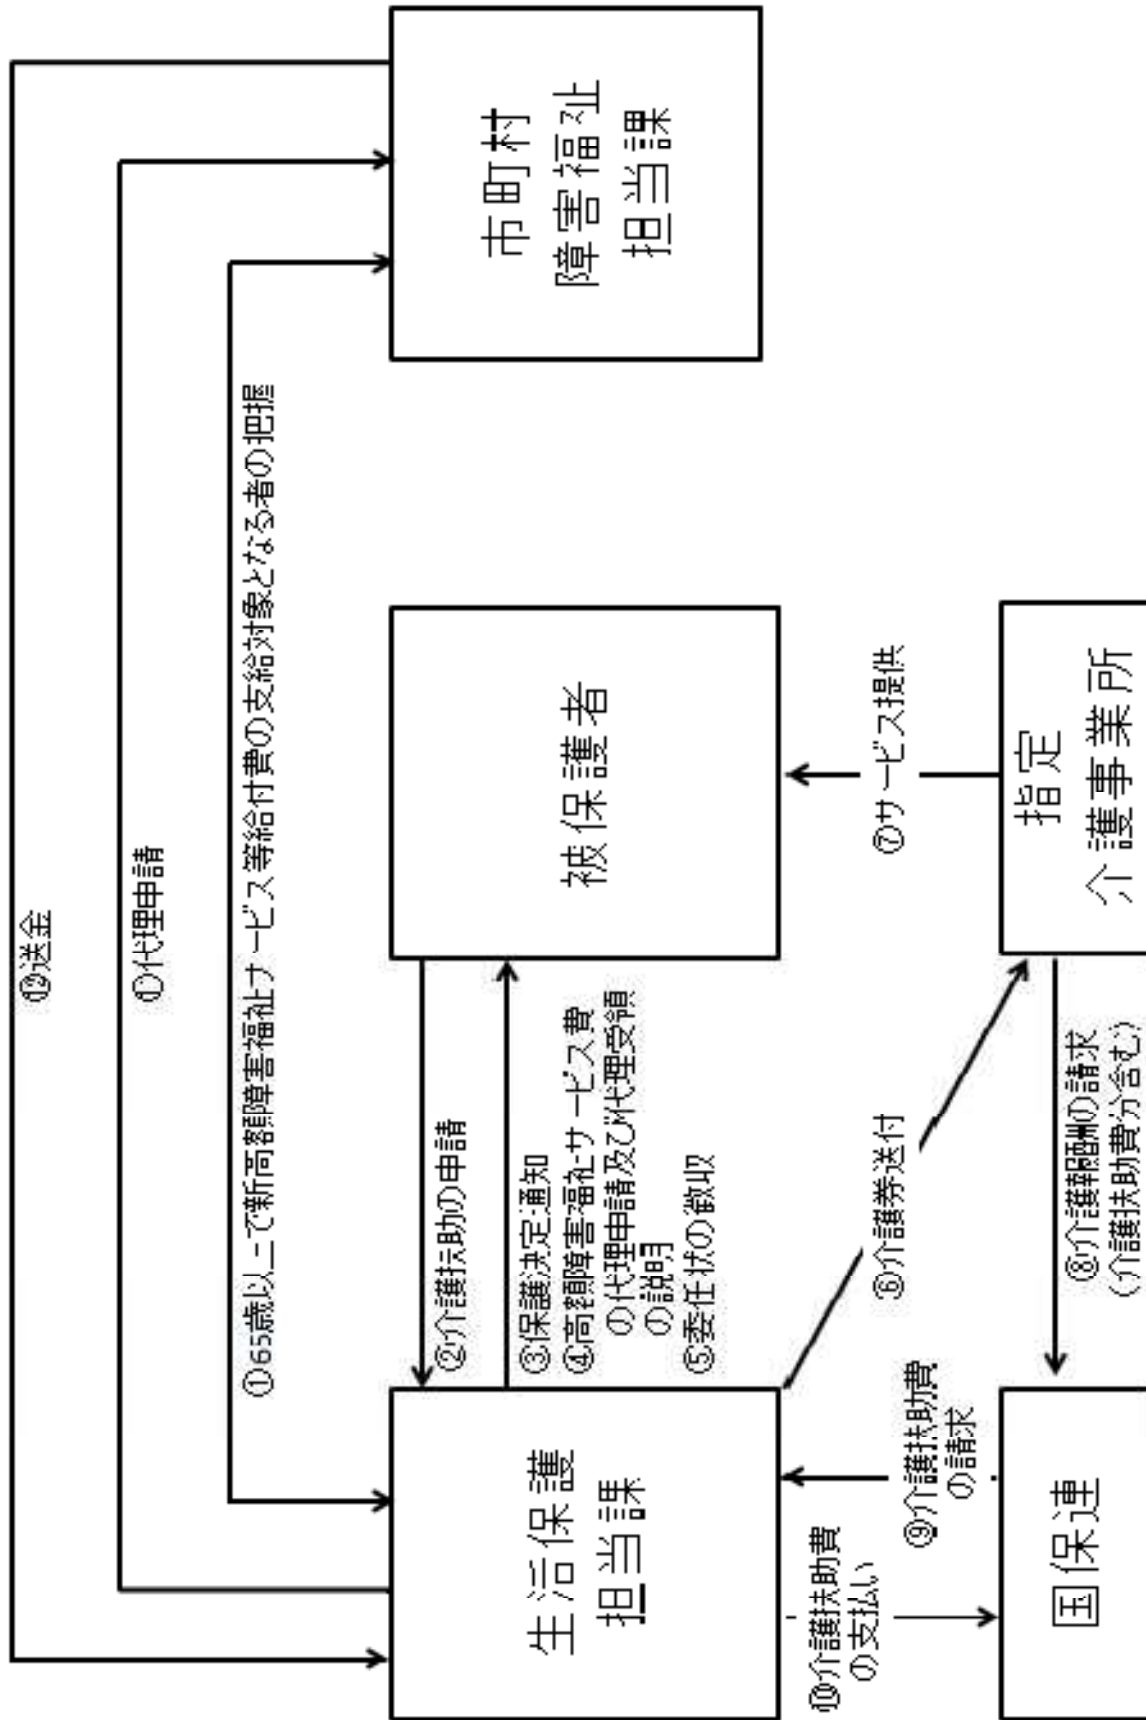 ⑫送金
⑪代理申請
①65歳以上で新高額障害福祉サービス等給付費の支給対象となる者の把握
生活保護
担当課
②介護扶助の申請
③保護決定通知
④高額障害福祉サービス費
の代理申請及び代理受領
の説明
⑤委任状の徴収
被保護者
市町村
障害福祉
担当課
⑥介護券送付
⑦サービス提供
⑩介護扶助費
の支払い
⑨介護扶助費
の請求
⑧介護報酬の請求
(介護扶助費分含む)
国保連
指定
介護事業所